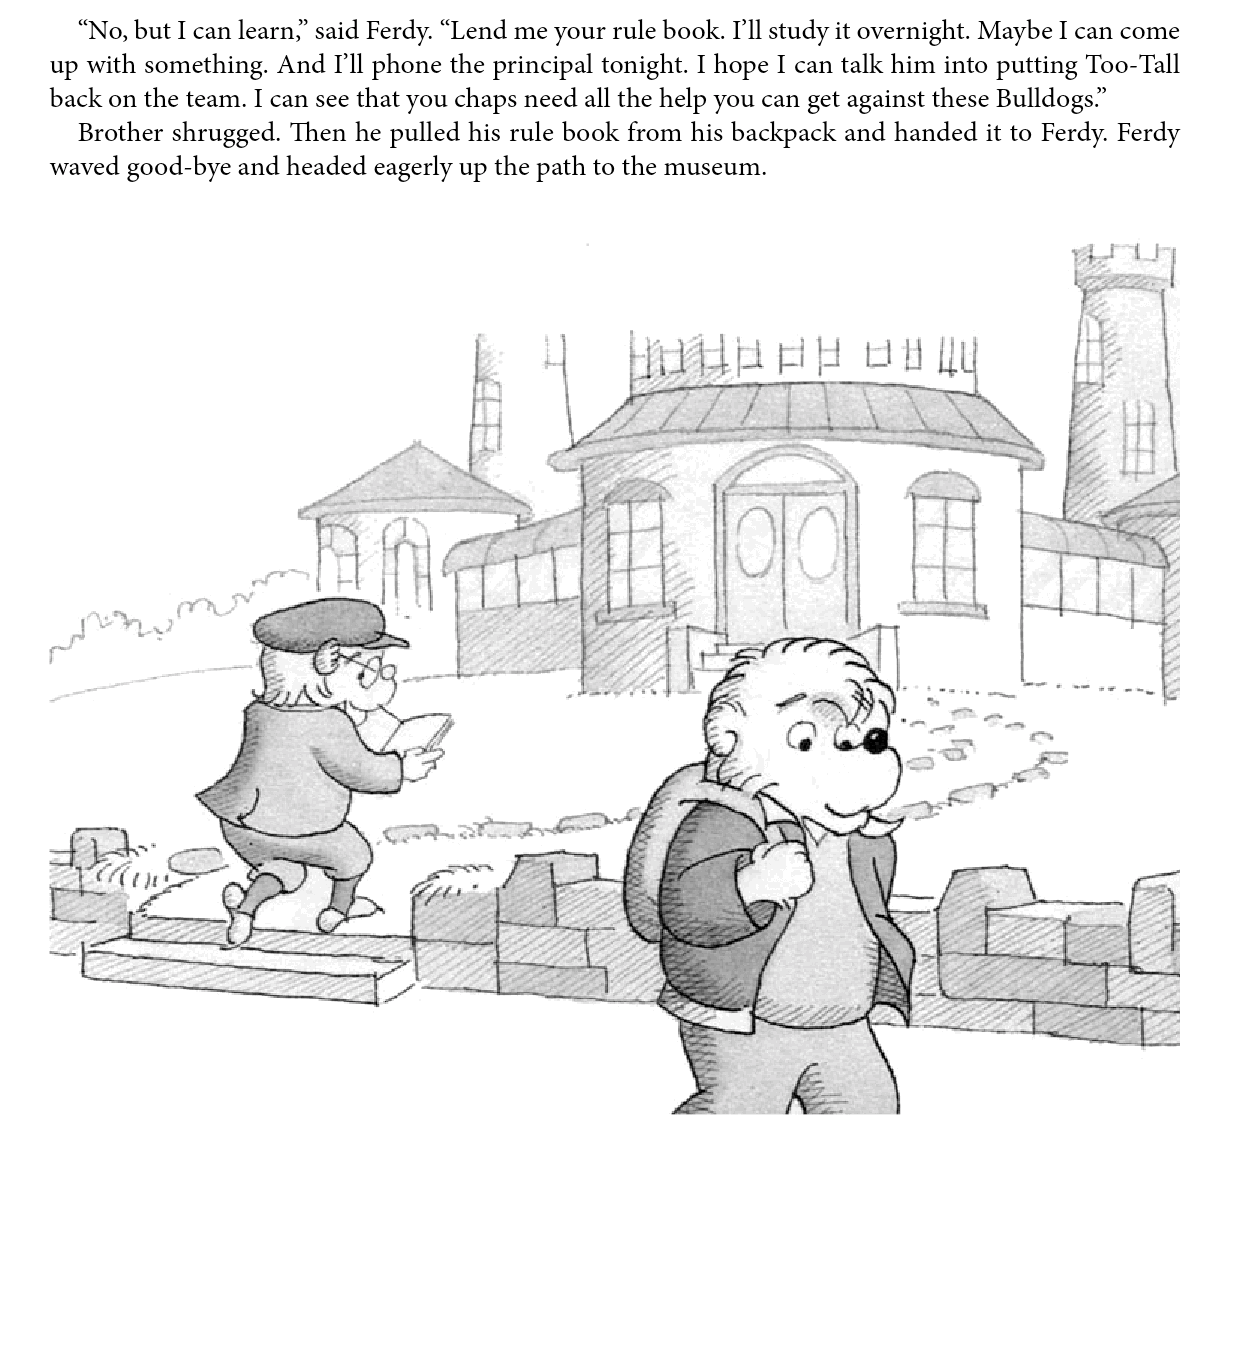 “No, but I can learn,” said Ferdy. “Lend me your rule book. I’ll study it overnight. Maybe I can come
up with something. And I’ll phone the principal tonight. I hope I can talk him into putting Too-Tall
back on the team. I can see that you chaps need all the help you can get against these Bulldogs.”
Brother shrugged. Then he pulled his rule book from his backpack and handed it to Ferdy. Ferdy
waved good-bye and headed eagerly up the path to the museum.